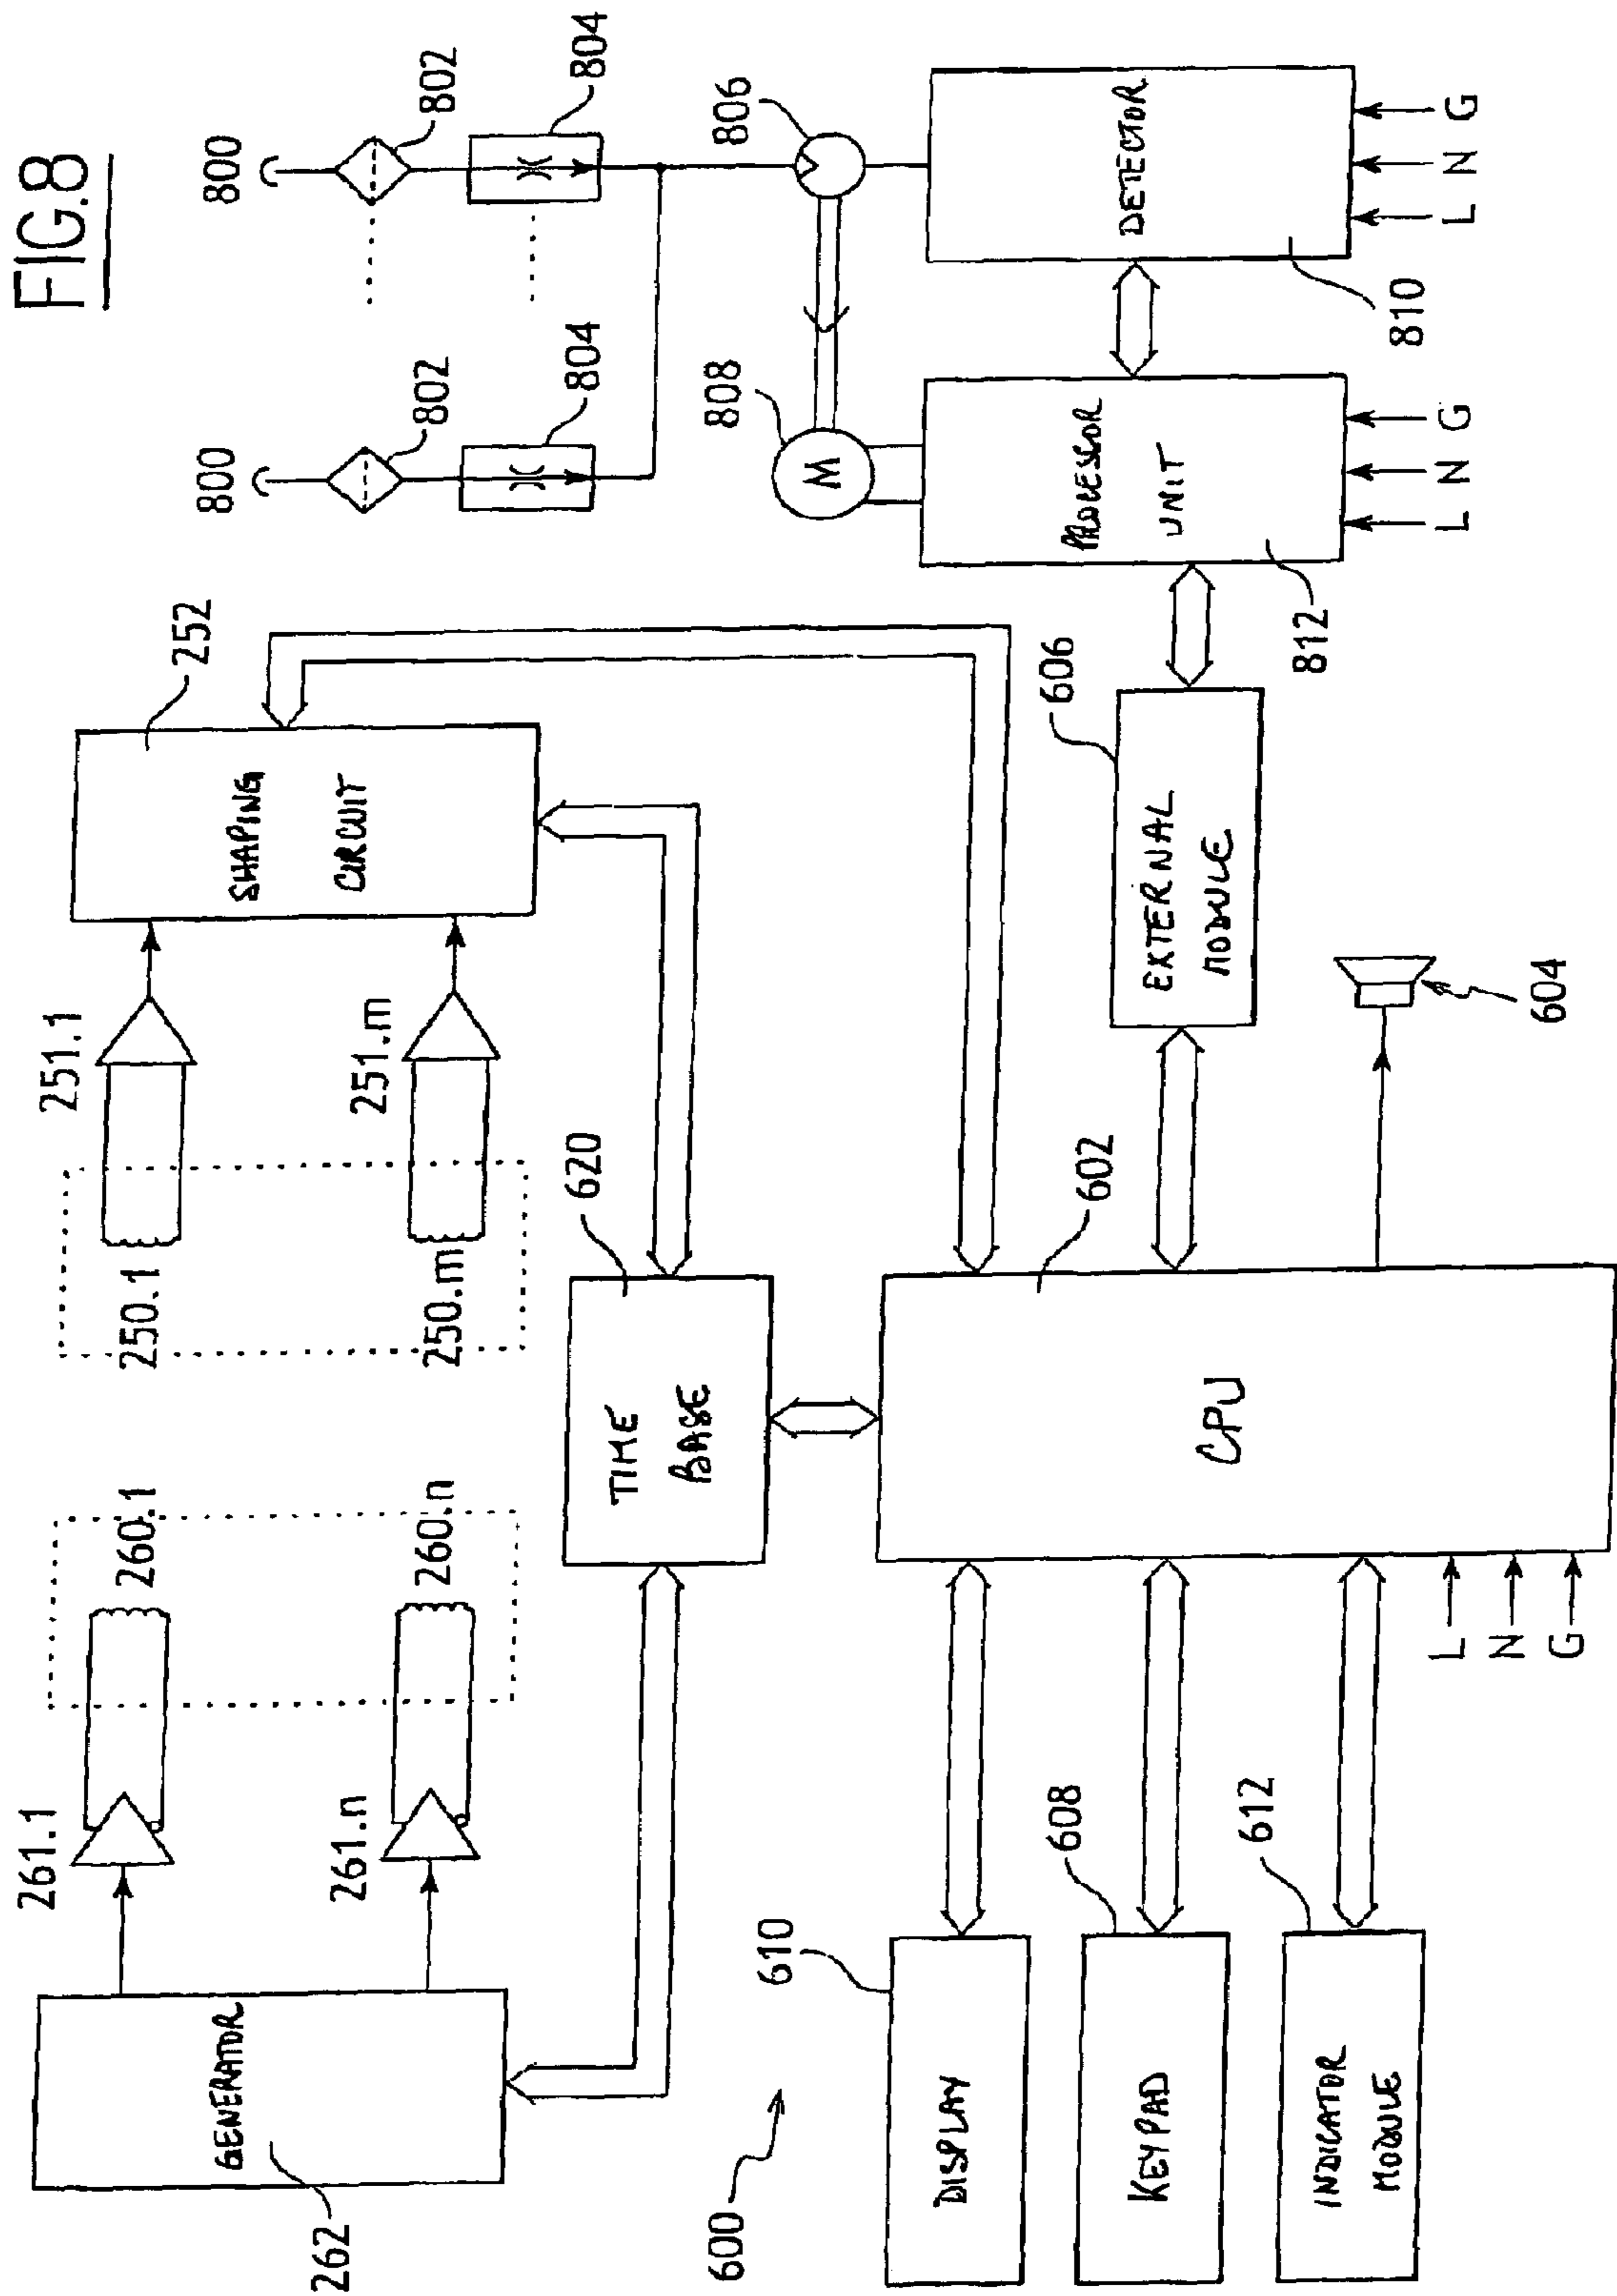 FIG.8
800
800
802
802
804
804
806
808
DETECTOR
810
L N G
PROCESSOR
UNIT
812
L N G
252
SHAPING
CIRCUIT
251.1
251.m
250.1
250.m
606
EXTERNAL
MODULE
604
620
TIME
BASE
602
CPU
L
N
G
260.1
260.n
261.1
261.n
GENERATOR
262
610
DISPLAY
608
KEYPAD
612
INDICATOR
MODULE
600